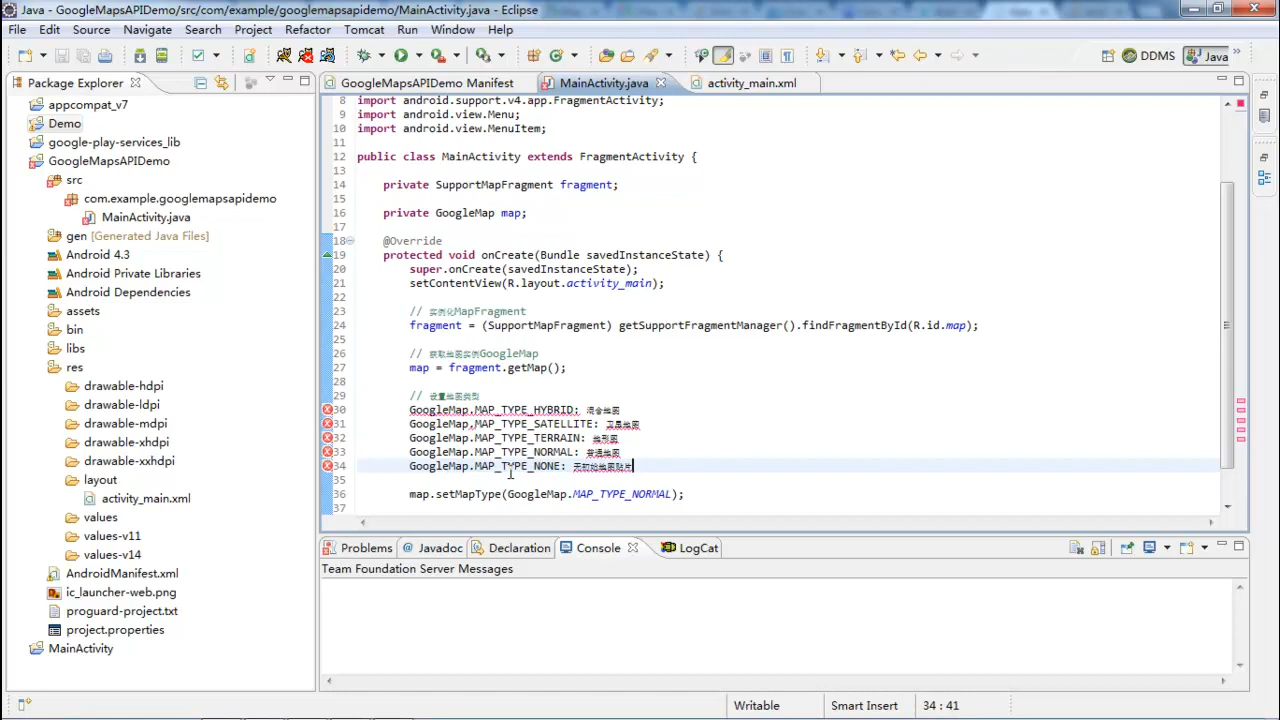 Java - GoogleMapsAPIDemo/src/com/example/googlemapsapidemo/MainActivity.java - Eclipse
File Edit Source Navigate Search Project Refactor Tomcat Run Window Help
DDMS Java
Package Explorer
appcompat_v7
Demo
google-play-services_lib
GoogleMapsAPIDemo
src
com.example.googlemapsapidemo
MainActivity.java
gen [Generated Java Files]
Android 4.3
Android Private Libraries
Android Dependencies
assets
bin
libs
res
drawable-hdpi
drawable-ldpi
drawable-mdpi
drawable-xhdpi
drawable-xxhdpi
layout
activity_main.xml
values
values-v11
values-v14
AndroidManifest.xml
ic_launcher-web.png
proguard-project.txt
project.properties
MainActivity
GoogleMapsAPIDemo Manifest MainActivity.java activity_main.xml
8 import android.support.v4.app.FragmentActivity;
9 import android.view.Menu;
10 import android.view.MenuItem;
11
12 public class MainActivity extends FragmentActivity {
13
14 private SupportMapFragment fragment;
15
16 private GoogleMap map;
17
18 @Override
19 protected void onCreate(Bundle savedInstanceState) {
20 super.onCreate(savedInstanceState);
21 setContentView(R.layout.activity_main);
22
23 // 实例化MapFragment
24 fragment = (SupportMapFragment) getSupportFragmentManager().findFragmentById(R.id.map);
25
26 // 获取地图实例GoogleMap
27 map = fragment.getMap();
28
29 // 设置地图类型
30 GoogleMap.MAP_TYPE_HYBRID: 混合地图
31 GoogleMap.MAP_TYPE_SATELLITE: 卫星地图
32 GoogleMap.MAP_TYPE_TERRAIN: 地形图
33 GoogleMap.MAP_TYPE_NORMAL: 普通地图
34 GoogleMap.MAP_TYPE_NONE: 无初始地图贴片
35
36 map.setMapType(GoogleMap.MAP_TYPE_NORMAL);
37
Problems @ Javadoc Declaration Console LogCat
Team Foundation Server Messages
Writable Smart Insert 34 : 41